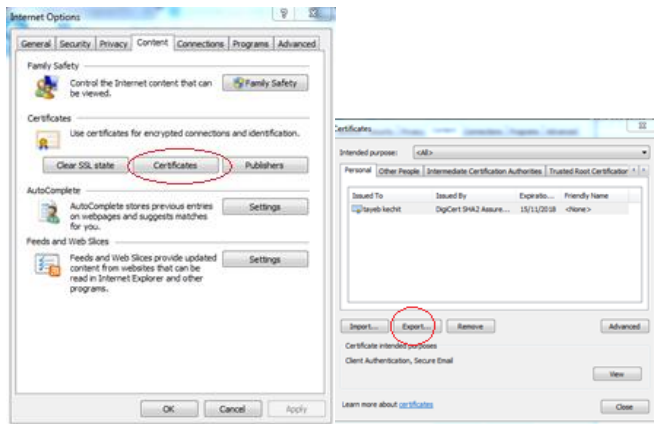 Internet Options
General Security Privacy Content Connections Programs Advanced
Family Safety
Control the Internet content that can
be viewed.
Family Safety
Certificates
Use certificates for encrypted connections and identification.
Clear SSL state Certificates Publishers
AutoComplete
AutoComplete stores previous entries
on webpages and suggests matches
for you.
Settings
Feeds and Web Slices
Feeds and Web Slices provide updated
content from websites that can be
read in Internet Explorer and other
programs.
Settings
OK Cancel Apply
Certificates
Intended purpose: <All>
Personal Other People Intermediate Certification Authorities Trusted Root Certification
Issued To Issued By Expiratio... Friendly Name
tayeb kechit DigiCert SHA2 Assure... 15/11/2018 <None>
Import... Export... Remove Advanced
Certificate intended purposes
Client Authentication, Secure Email
View
Learn more about certificates
Close